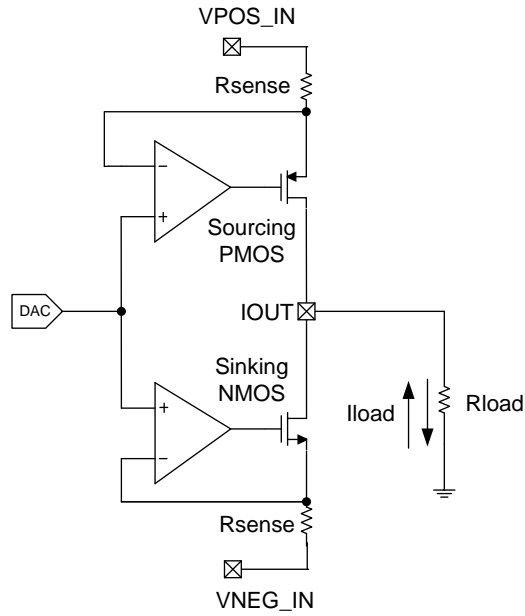 VPOS_IN
Rsense
−
+
Sourcing
PMOS
DAC
IOUT
Sinking
NMOS
+
−
Iload
Rload
Rsense
VNEG_IN